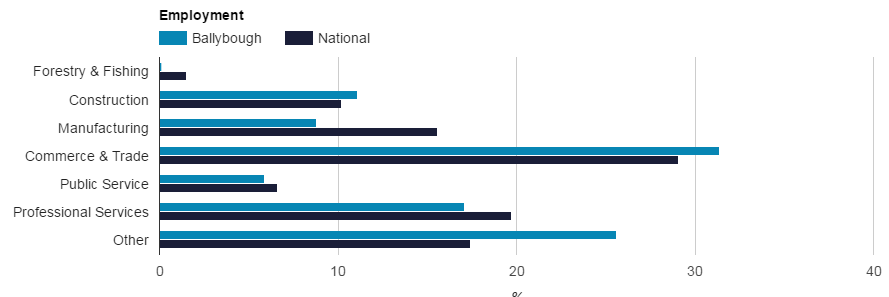 Employment
Ballybough National
Forestry & Fishing
Construction
Manufacturing
Commerce & Trade
Public Service
Professional Services
Other
0 10 20 30 40
%